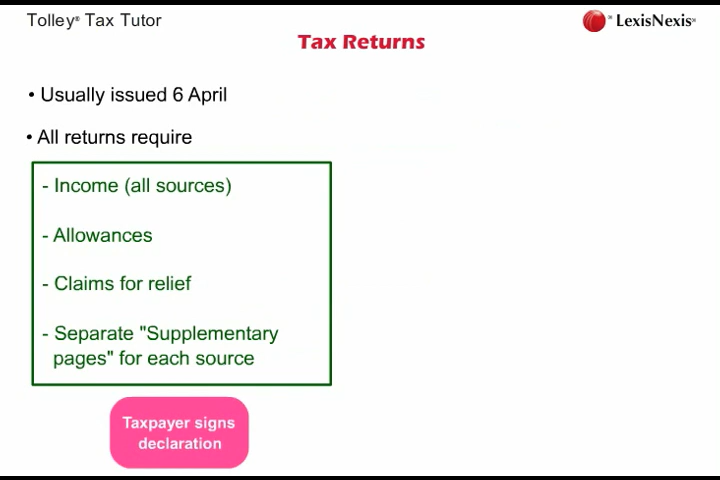 Tolley® Tax Tutor
LexisNexis®
Tax Returns
• Usually issued 6 April
• All returns require
- Income (all sources)
- Allowances
- Claims for relief
- Separate "Supplementary
pages" for each source
Taxpayer signs
declaration